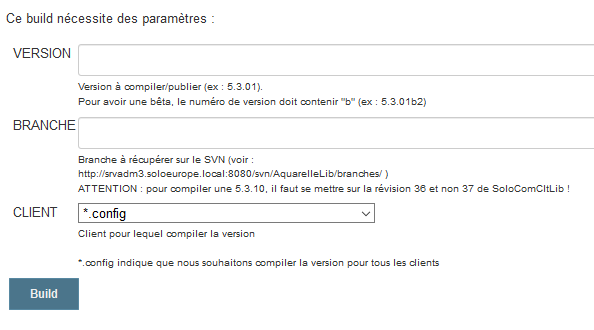 Ce build nécessite des paramètres :
VERSION
Version à compiler/publier (ex : 5.3.01).
Pour avoir une bêta, le numéro de version doit contenir "b" (ex : 5.3.01b2)
BRANCHE
Branche à récupérer sur le SVN (voir :
http://srvadm3.soloeurope.local:8080/svn/AquarelleLib/branches/ )
ATTENTION : pour compiler une 5.3.10, il faut se mettre sur la révision 36 et non 37 de SoloComCltLib !
CLIENT
*.config
Client pour lequel compiler la version
*.config indique que nous souhaitons compiler la version pour tous les clients
Build